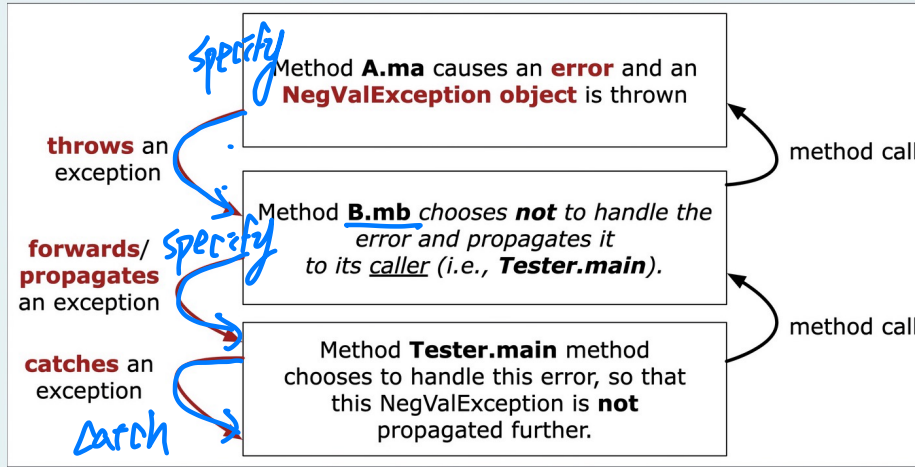 specify
Method A.ma causes an error and an
NegValException object is thrown
throws an
exception
method call
Method B.mb chooses not to handle the
error and propagates it
to its caller (i.e., Tester.main).
specify
forwards/
propagates
an exception
method call
Method Tester.main method
chooses to handle this error, so that
this NegValException is not
propagated further.
catches an
exception
catch